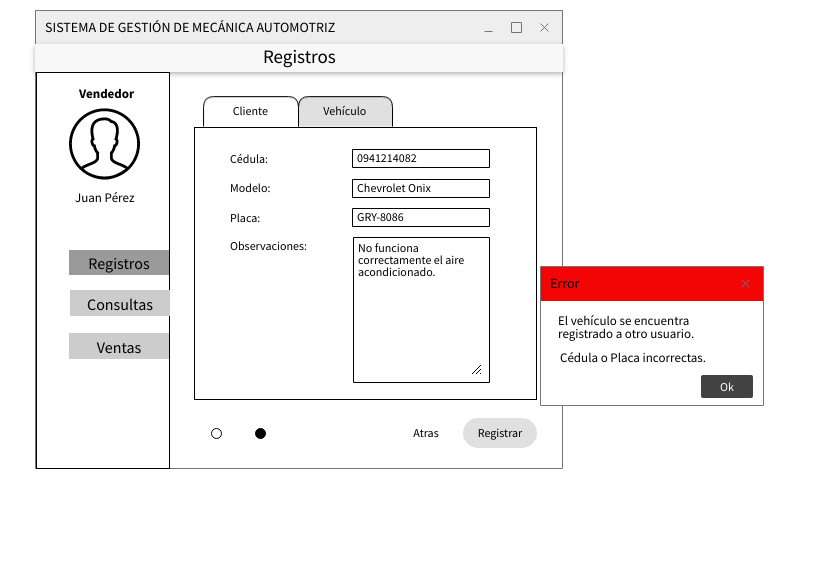 SISTEMA DE GESTIÓN DE MECÁNICA AUTOMOTRIZ
Registros
Vendedor
Juan Pérez
Registros
Consultas
Ventas
Cliente
Vehículo
Cédula:
0941214082
Modelo:
Chevrolet Onix
Placa:
GRY-8086
Observaciones:
No funciona
correctamente el aire
acondicionado.
Atras
Registrar
Error
El vehículo se encuentra
registrado a otro usuario.
Cédula o Placa incorrectas.
Ok